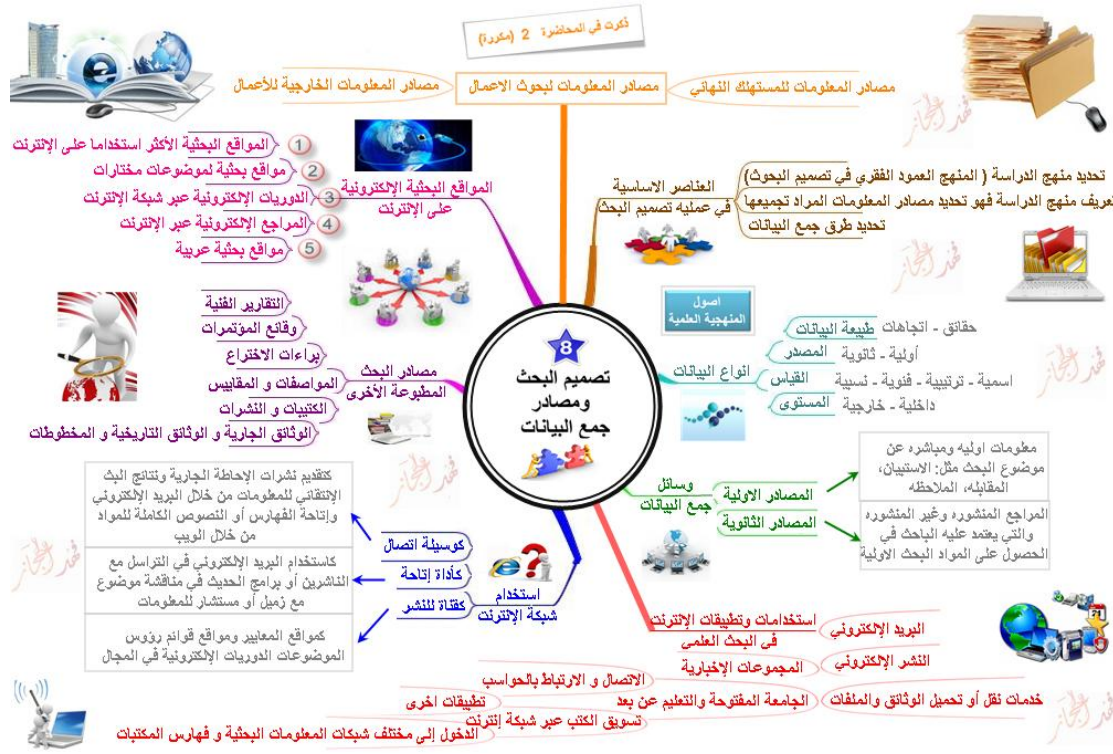 ذكرت في المحاضرة 2 (مكررة)
مصادر المعلومات للمستهلك النهائي
مصادر المعلومات لبحوث الاعمال
مصادر المعلومات الخارجية للأعمال
فهد الحجاز
العناصر الاساسية
في عمليه تصميم البحث
تحديد منهج الدراسة ( المنهج العمود الفقري في تصميم البحوث)
تعريف منهج الدراسة فهو تحديد مصادر المعلومات المراد تجميعها
تحديد طرق جمع البيانات
المواقع البحثية الإلكترونية
على الإنترنت
1 المواقع البحثية الأكثر استخداما على الإنترنت
2 مواقع بحثية لموضوعات مختارات
3 الدوريات الإلكترونية عبر شبكة الإنترنت
4 المراجع الإلكترونية عبر الإنترنت
5 مواقع بحثية عربية
اصول
المنهجية العلمية
8
تصميم البحث
ومصادر
جمع البيانات
انواع البيانات
طبيعة البيانات
حقائق - اتجاهات
المصدر
أولية - ثانوية
القياس
اسمية - ترتيبية - فئوية - نسبية
المستوى
داخلية - خارجية
مصادر البحث
المطبوعة الأخرى
التقارير الفنية
وقائع المؤتمرات
براءات الاختراع
المواصفات و المقاييس
الكتيبات و النشرات
الوثائق الجارية و الوثائق التاريخية و المخطوطات
وسائل
جمع البيانات
المصادر الاولية
معلومات اوليه ومباشره عن
موضوع البحث مثل: الاستبيان،
المقابله، الملاحظه
المصادر الثانوية
المراجع المنشوره وغير المنشوره
والتي يعتمد عليه الباحث في
الحصول على المواد البحث الاولية
استخدام
شبكة الإنترنت
كوسيلة اتصال
كتقديم نشرات الإحاطة الجارية ونتائج البث
الإنتقائي للمعلومات من خلال البريد الإلكتروني
وإتاحة الفهارس أو النصوص الكاملة للمواد
من خلال الويب
كأداة إتاحة
كاستخدام البريد الإلكتروني في التراسل مع
الناشرين أو برامج الحديث في مناقشة موضوع
مع زميل أو مستشار للمعلومات
كقناة للنشر
كمواقع المعايير ومواقع قوائم رؤوس
الموضوعات الدوريات الإلكترونية في المجال
استخدامات وتطبيقات الإنترنت
في البحث العلمي
البريد الإلكتروني
النشر الإلكتروني
المجموعات الإخبارية
الاتصال و الارتباط بالحواسب
خدمات نقل أو تحميل الوثائق والملفات
الجامعة المفتوحة والتعليم عن بعد
تطبيقات اخرى
تسويق الكتب عبر شبكة إنترنت
الدخول إلى مختلف شبكات المعلومات البحثية و فهارس المكتبات